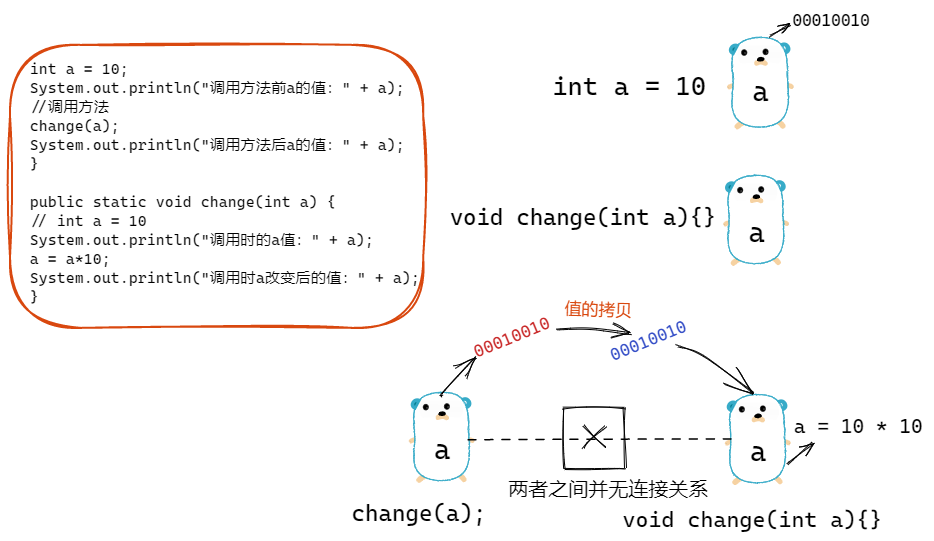 int a = 10;
System.out.println("调用方法前a的值：" + a);
//调用方法
change(a);
System.out.println("调用方法后a的值：" + a);
}
public static void change(int a) {
// int a = 10
System.out.println("调用时的a值：" + a);
a = a*10;
System.out.println("调用时a改变后的值：" + a);
}
00010010
int a = 10
a
void change(int a){}
a
值的拷贝
00010010
00010010
a
a
a = 10 * 10
两者之间并无连接关系
change(a);
void change(int a){}